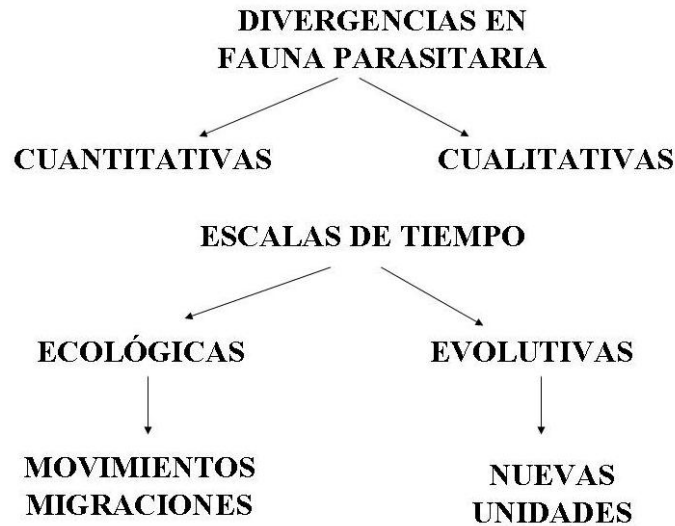 DIVERGENCIAS EN
FAUNA PARASITARIA
CUANTITATIVAS
CUALITATIVAS
ESCALAS DE TIEMPO
ECOLÓGICAS
EVOLUTIVAS
MOVIMIENTOS
MIGRACIONES
NUEVAS
UNIDADES